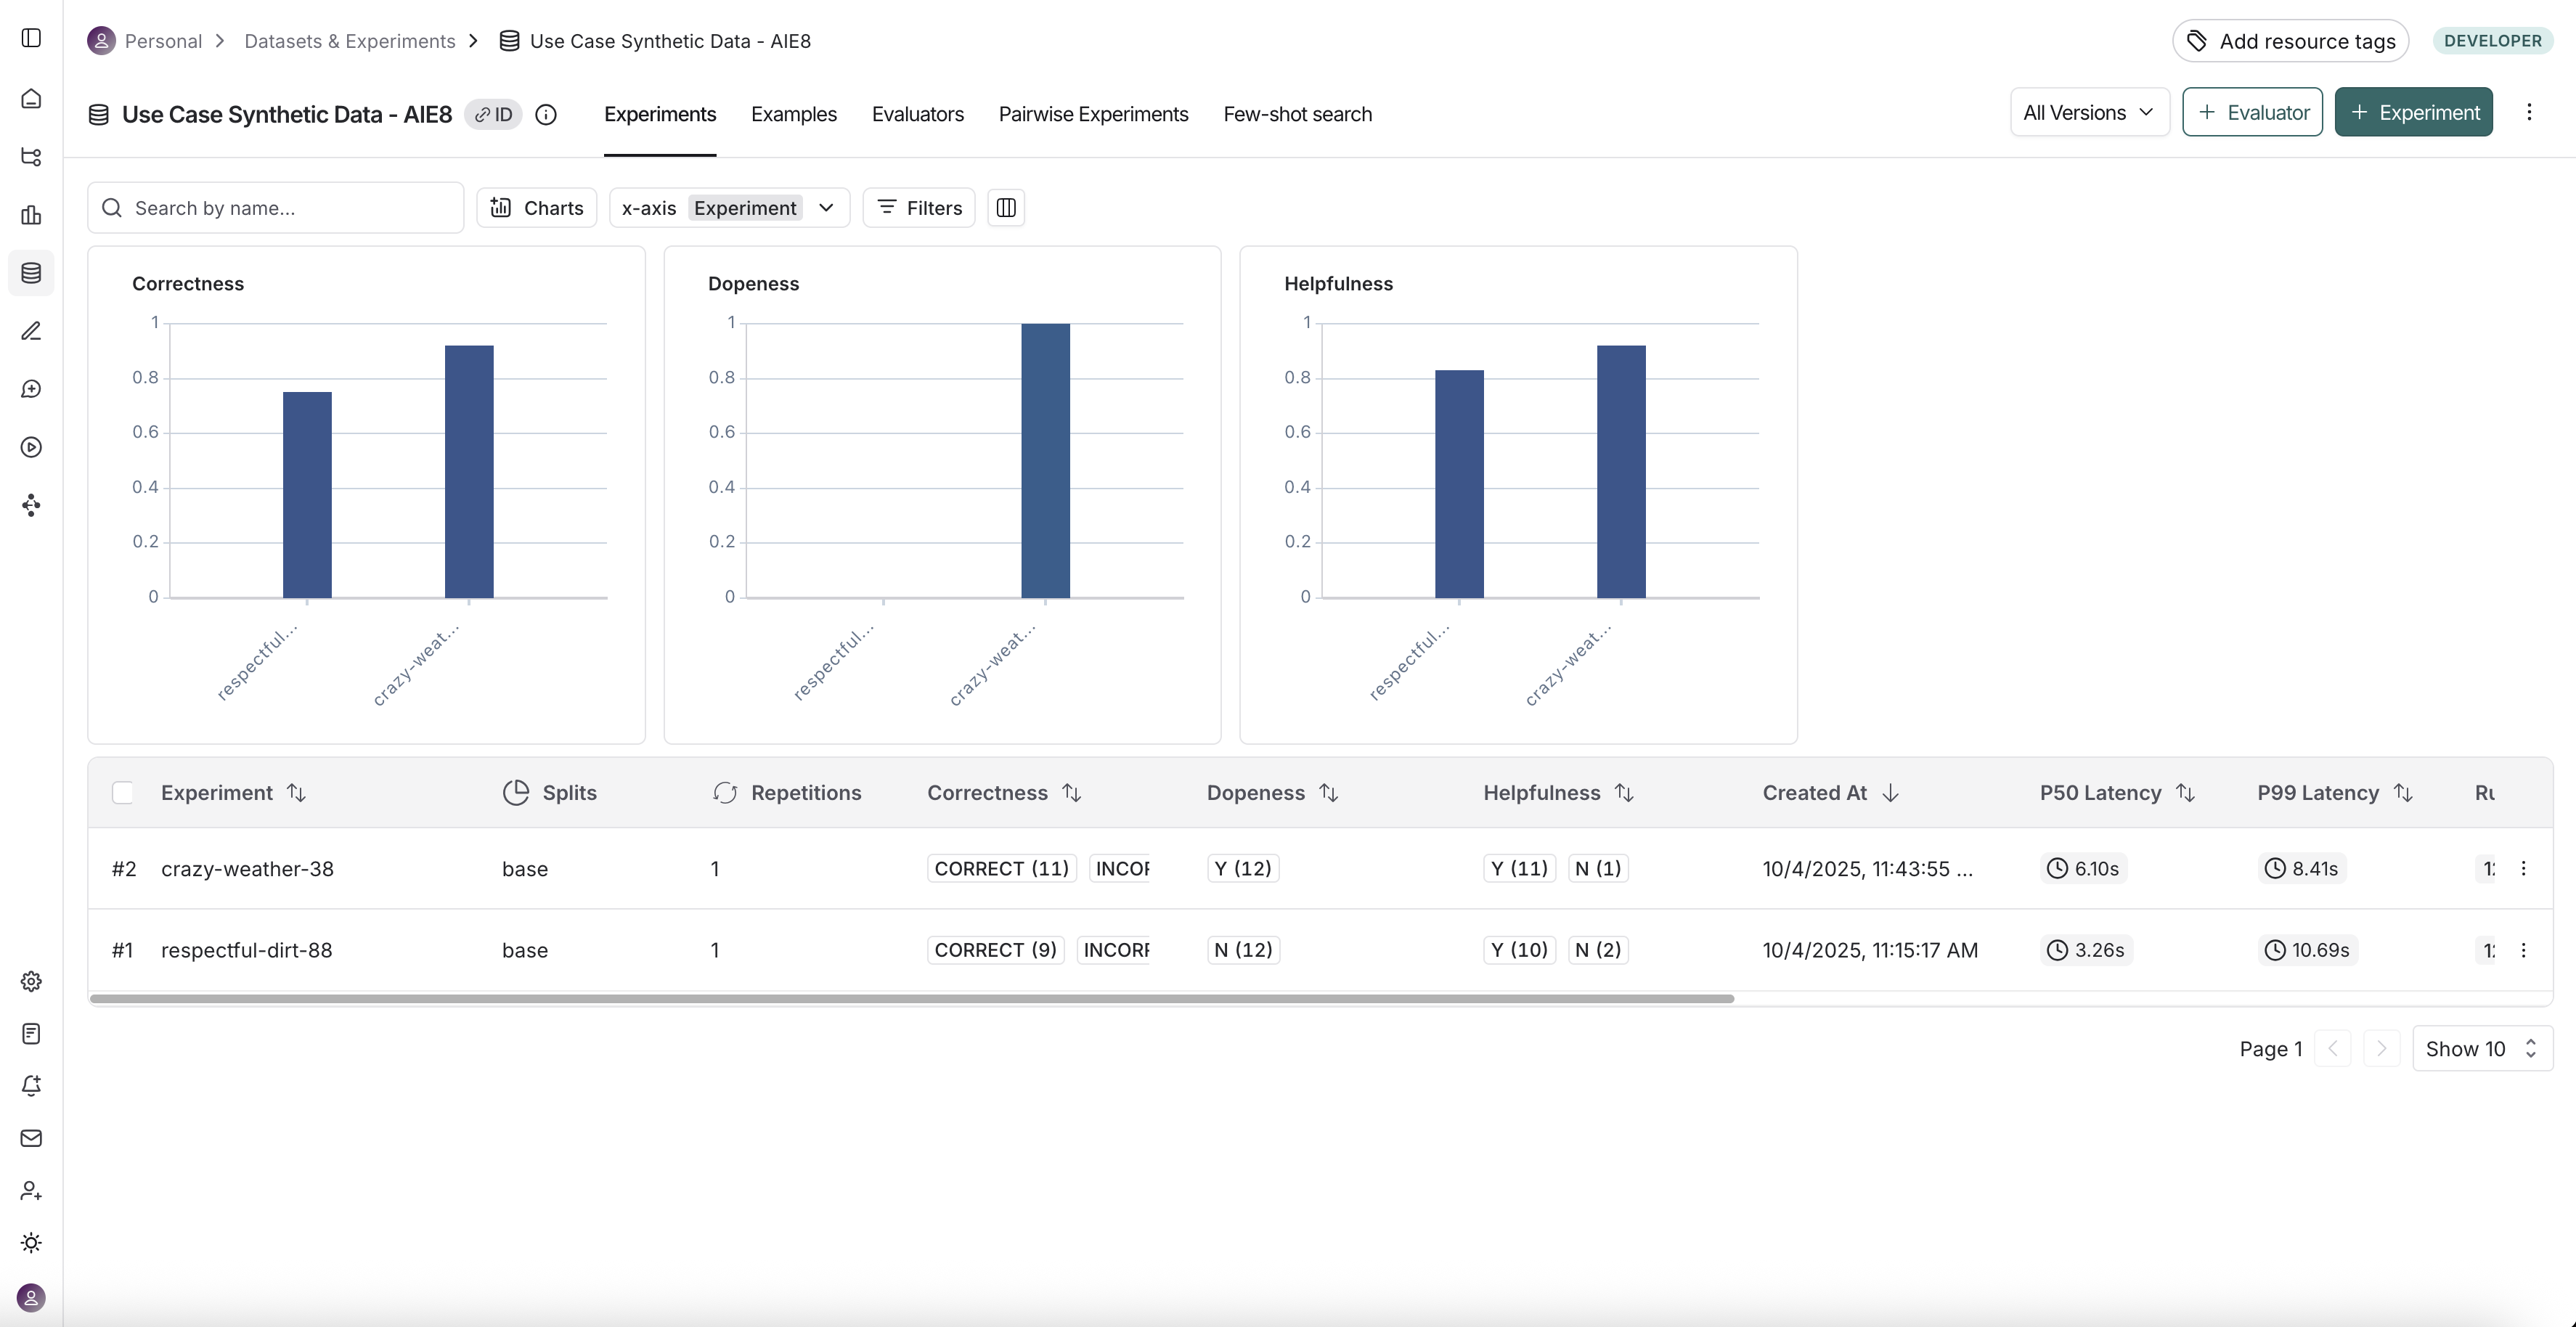 Personal > Datasets & Experiments > Use Case Synthetic Data - AIE8
Add resource tags
DEVELOPER
Use Case Synthetic Data - AIE8
ID
Experiments
Examples
Evaluators
Pairwise Experiments
Few-shot search
All Versions
+ Evaluator
+ Experiment
Search by name...
Charts
x-axis Experiment
Filters
Correctness
1
0.8
0.6
0.4
0.2
0
respectful...
crazy-weat...
Dopeness
1
0.8
0.6
0.4
0.2
0
respectful...
crazy-weat...
Helpfulness
1
0.8
0.6
0.4
0.2
0
respectful...
crazy-weat...
Experiment Splits Repetitions Correctness Dopeness Helpfulness Created At P50 Latency P99 Latency
#2 crazy-weather-38 base 1 CORRECT (11) Y (12) Y (11) N (1) 10/4/2025, 11:43:55 ... 6.10s 8.41s
#1 respectful-dirt-88 base 1 CORRECT (9) N (12) Y (10) N (2) 10/4/2025, 11:15:17 AM 3.26s 10.69s
Page 1
Show 10